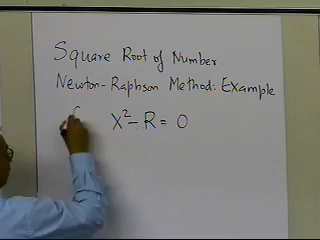 Square Root of Number
Newton-Raphson Method: Example
X² - R = 0